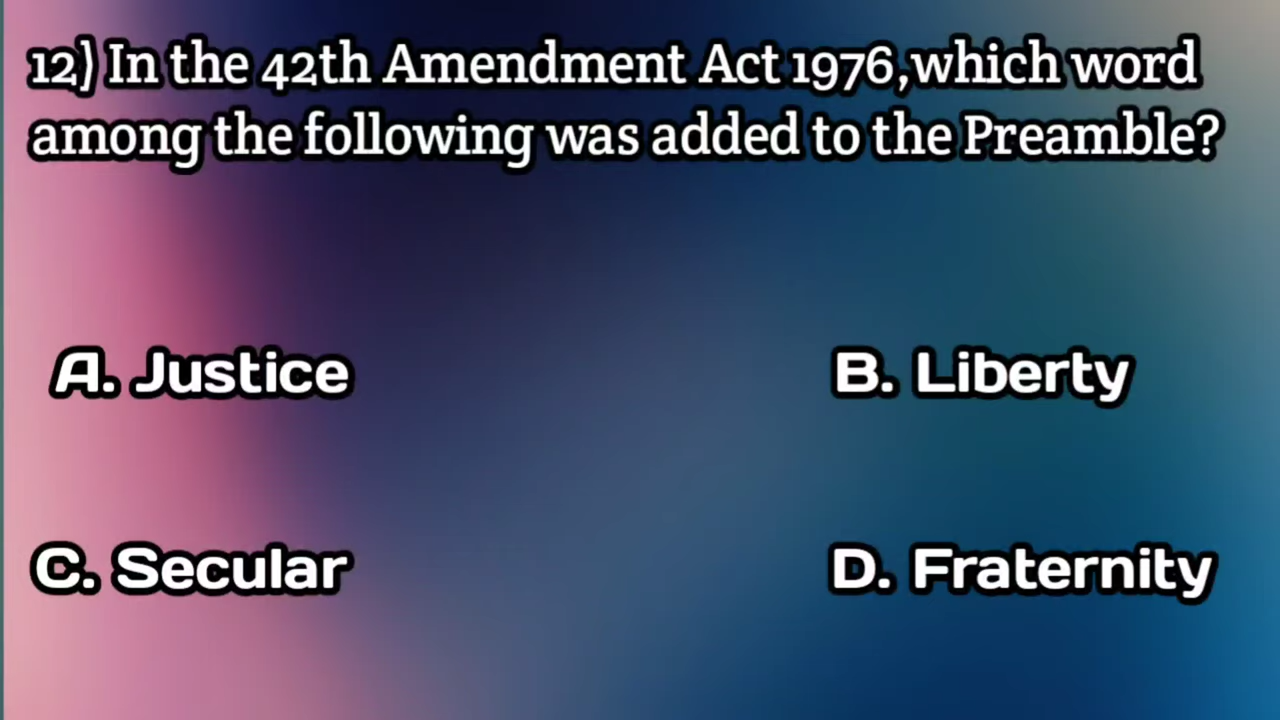 12) In the 42th Amendment Act 1976,which word
among the following was added to the Preamble?
A. Justice
B. Liberty
C. Secular
D. Fraternity